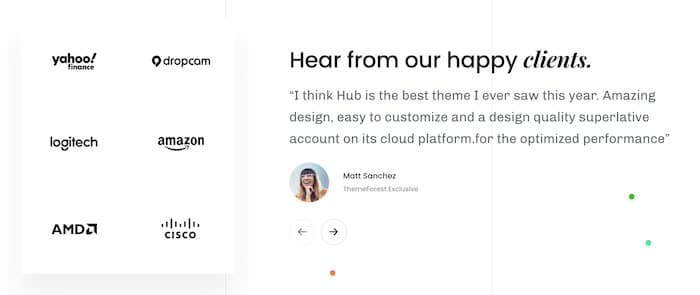 yahoo!
finance
dropcam
logitech
amazon
AMD
CISCO
Hear from our happy clients.
“I think Hub is the best theme I ever saw this year. Amazing
design, easy to customize and a design quality superlative
account on its cloud platform.for the optimized performance”
Matt Sanchez
ThemeForest Exclusive